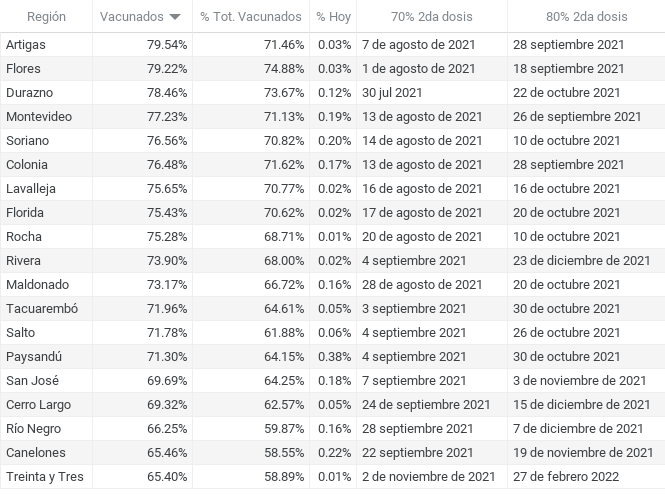 Región Vacunados % Tot. Vacunados % Hoy 70% 2da dosis 80% 2da dosis
Artigas 79.54% 71.46% 0.03% 7 de agosto de 2021 28 septiembre 2021
Flores 79.22% 74.88% 0.03% 1 de agosto de 2021 18 septiembre 2021
Durazno 78.46% 73.67% 0.12% 30 jul 2021 22 de octubre 2021
Montevideo 77.23% 71.13% 0.19% 13 de agosto de 2021 26 de septiembre 2021
Soriano 76.56% 70.82% 0.20% 14 de agosto 2021 10 de octubre 2021
Colonia 76.48% 71.62% 0.17% 13 de agosto de 2021 28 septiembre 2021
Lavalleja 75.65% 70.77% 0.02% 16 de agosto 2021 16 de octubre 2021
Florida 75.43% 70.62% 0.02% 17 de agosto 2021 20 de octubre 2021
Rocha 75.28% 68.71% 0.01% 20 de agosto 2021 10 de octubre 2021
Rivera 73.90% 68.00% 0.02% 4 septiembre 2021 23 de diciembre de 2021
Maldonado 73.17% 66.72% 0.16% 28 de agosto 2021 20 de octubre 2021
Tacuarembó 71.96% 64.61% 0.05% 3 septiembre 2021 30 de octubre 2021
Salto 71.78% 61.88% 0.06% 4 septiembre 2021 26 de octubre 2021
Paysandú 71.30% 64.15% 0.38% 4 septiembre 2021 30 de octubre 2021
San José 69.69% 64.25% 0.18% 7 septiembre 2021 3 de noviembre de 2021
Cerro Largo 69.32% 62.57% 0.05% 24 de septiembre 2021 15 de diciembre de 2021
Río Negro 66.25% 59.87% 0.16% 28 septiembre 2021 7 de diciembre de 2021
Canelones 65.46% 58.55% 0.22% 22 septiembre 2021 19 de noviembre de 2021
Treinta y Tres 65.40% 58.89% 0.01% 2 de noviembre de 2021 27 de febrero 2022